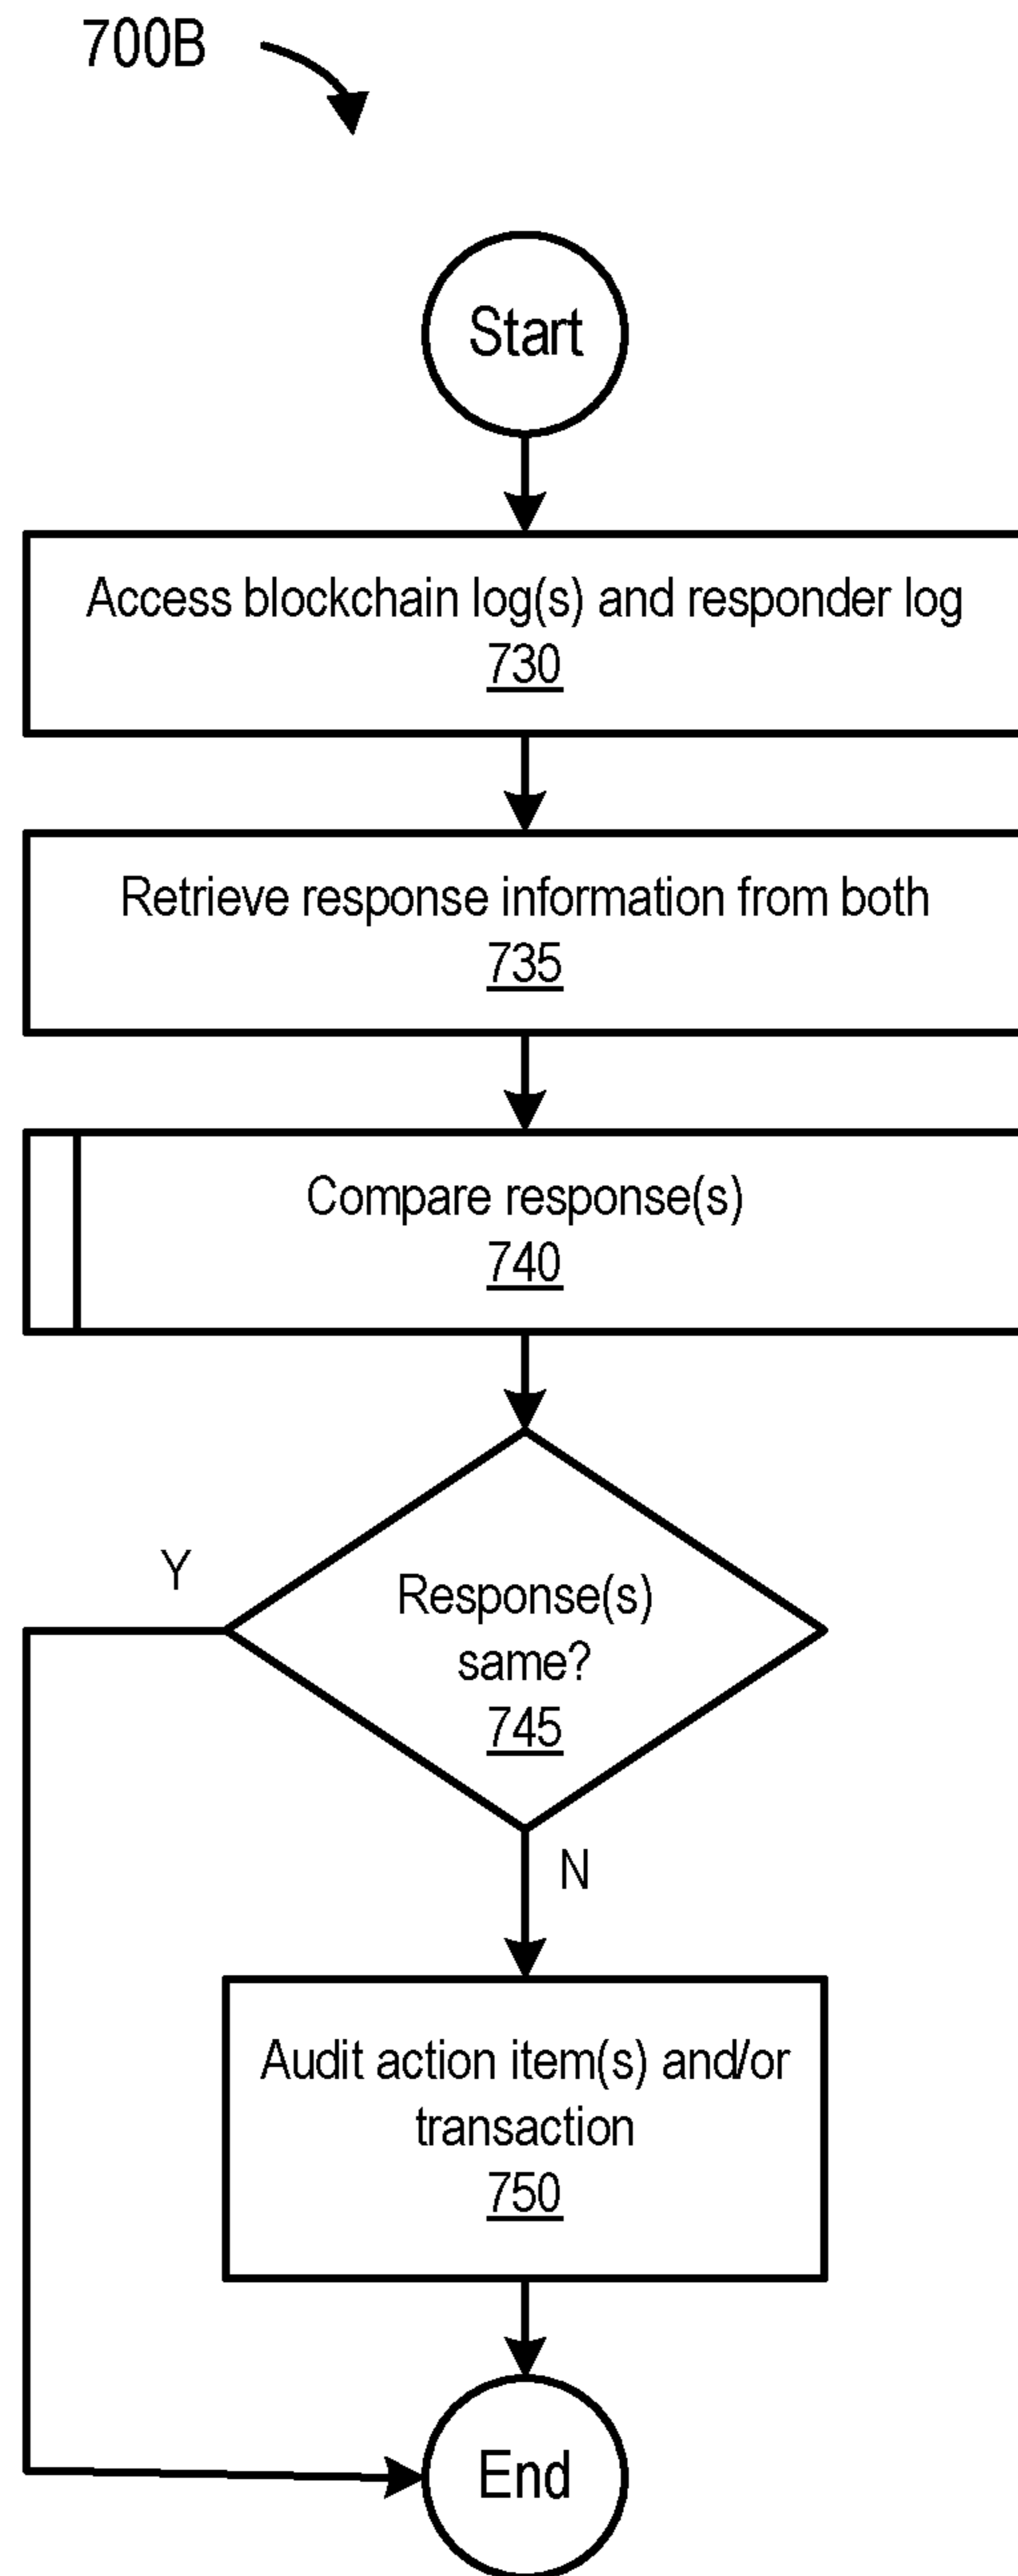 700B
Start
Access blockchain log(s) and responder log
730
Retrieve response information from both
735
Compare response(s)
740
Y
Response(s)
same?
745
N
Audit action item(s) and/or
transaction
750
End